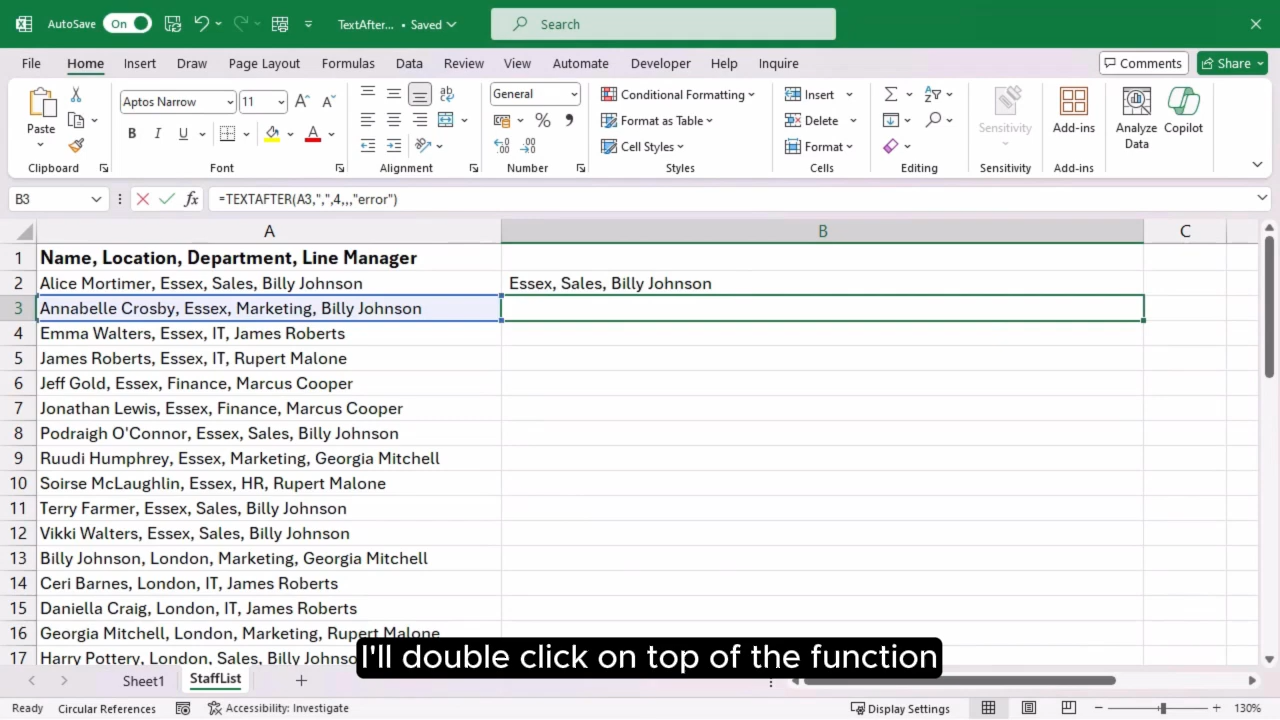 AutoSave On TextAfter... • Saved Search
File Home Insert Draw Page Layout Formulas Data Review View Automate Developer Help Inquire Comments Share
Paste Aptos Narrow 11 General Conditional Formatting Insert Sensitivity Add-ins Analyze Data Copilot
B I U A % Format as Table Delete
Cell Styles Format
Clipboard Font Alignment Number Styles Cells Editing Sensitivity Add-ins
B3 fx =TEXTAFTER(A3,",",4,,,"error")
A B C
1 Name, Location, Department, Line Manager
2 Alice Mortimer, Essex, Sales, Billy Johnson Essex, Sales, Billy Johnson
3 Annabelle Crosby, Essex, Marketing, Billy Johnson
4 Emma Walters, Essex, IT, James Roberts
5 James Roberts, Essex, IT, Rupert Malone
6 Jeff Gold, Essex, Finance, Marcus Cooper
7 Jonathan Lewis, Essex, Finance, Marcus Cooper
8 Podraigh O'Connor, Essex, Sales, Billy Johnson
9 Ruudi Humphrey, Essex, Marketing, Georgia Mitchell
10 Soirse McLaughlin, Essex, HR, Rupert Malone
11 Terry Farmer, Essex, Sales, Billy Johnson
12 Vikki Walters, Essex, Sales, Billy Johnson
13 Billy Johnson, London, Marketing, Georgia Mitchell
14 Ceri Barnes, London, IT, James Roberts
15 Daniella Craig, London, IT, James Roberts
16 Georgia Mitchell, London, Marketing, Rupert Malone
17 Harry Pottery, London, Sales, Billy
I'll double click on top of the function
Sheet1 StaffList
Ready Circular References Accessibility: Investigate Display Settings 130%